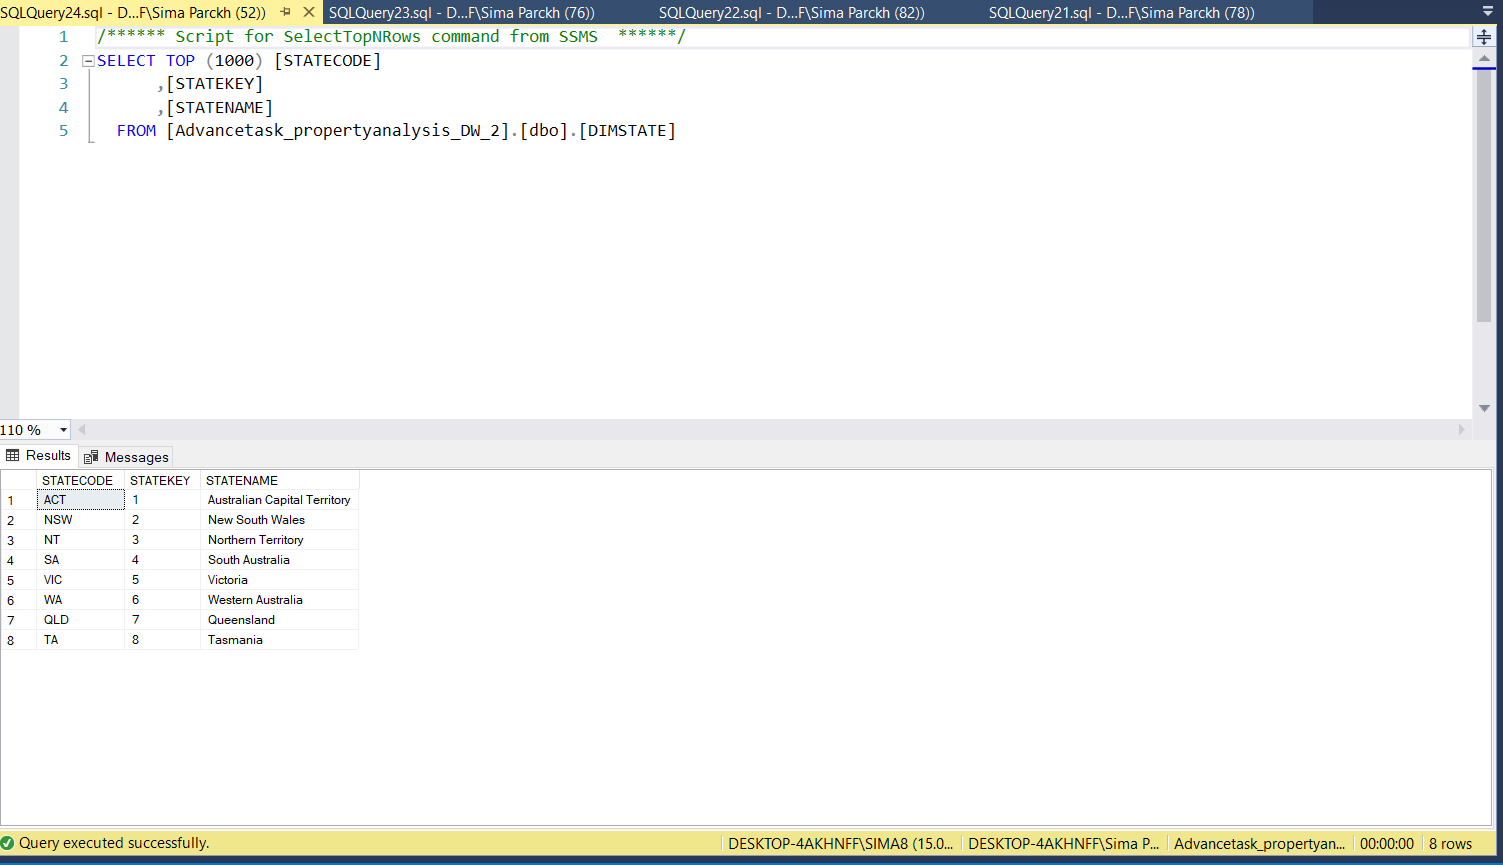 SQLQuery24.sql - D...F\Sima Parckh (52))
SQLQuery23.sql - D...F\Sima Parckh (76))
SQLQuery22.sql - D...F\Sima Parckh (82))
SQLQuery21.sql - D...F\Sima Parckh (78))
1 /****** Script for SelectTopNRows command from SSMS  ******/
2 SELECT TOP (1000) [STATECODE]
3 ,[STATEKEY]
4 ,[STATENAME]
5 FROM [Advancetask_propertyanalysis_DW_2].[dbo].[DIMSTATE]
110 %
Results Messages
STATECODE STATEKEY STATENAME
1 ACT 1 Australian Capital Territory
2 NSW 2 New South Wales
3 NT 3 Northern Territory
4 SA 4 South Australia
5 VIC 5 Victoria
6 WA 6 Western Australia
7 QLD 7 Queensland
8 TA 8 Tasmania
Query executed successfully. DESKTOP-4AKHNFF\SIMA8 (15.0... DESKTOP-4AKHNFF\Sima P... Advancetask_propertyan... 00:00:00 8 rows